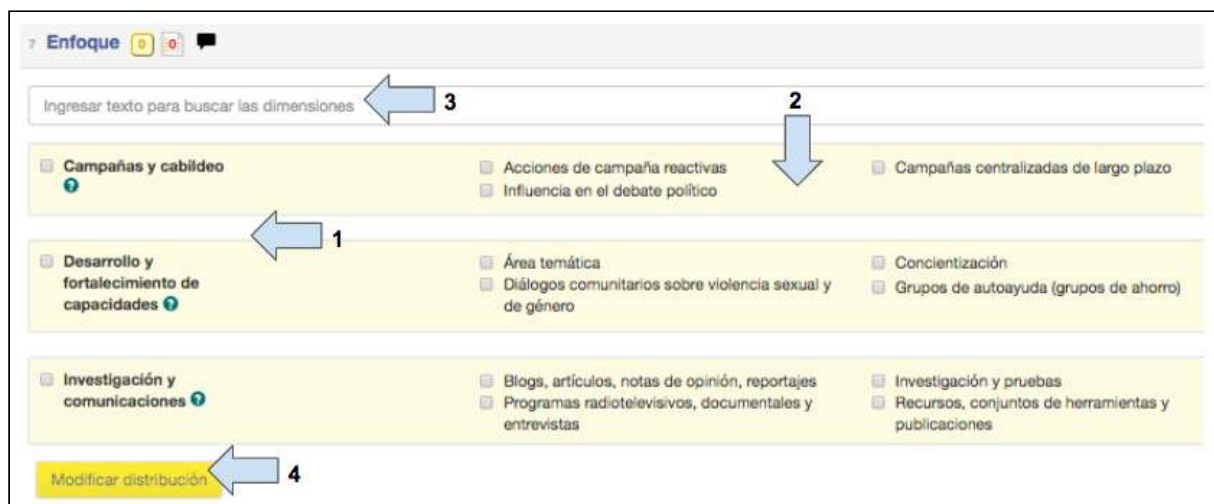 7 Enfoque 0 0
Ingresar texto para buscar las dimensiones 3
2
Campañas y cabildeo Acciones de campaña reactivas Campañas centralizadas de largo plazo
? Influencia en el debate político
1
Desarrollo y Área temática Concientización
fortalecimiento de Diálogos comunitarios sobre violencia sexual y Grupos de autoayuda (grupos de ahorro)
capacidades ? de género
Investigación y Blogs, artículos, notas de opinión, reportajes Investigación y pruebas
comunicaciones ? Programas radiotelevisivos, documentales y Recursos, conjuntos de herramientas y
entrevistas publicaciones
Modificar distribución 4